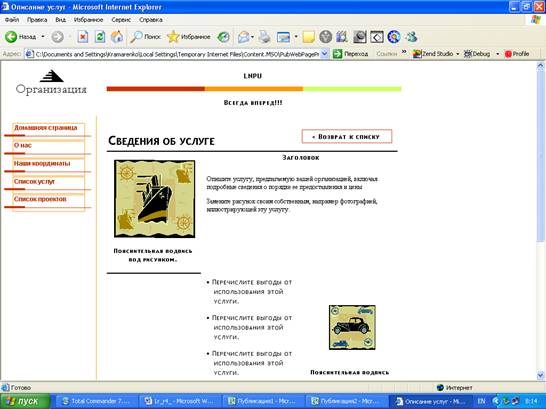 Описание услуг - Microsoft Internet Explorer
Файл Правка Вид Избранное Сервис Справка
Назад Поиск Избранное
Адрес: C:\Documents and Settings\Kramarenko\Local Settings\Temporary Internet Files\Content.MSO\PubWebPagePr Переход Ссылки Zend Studio Debug Profile
Организация
LNPU
Всегда вперед!!!
Домашняя страница
О нас
Наши координаты
Список услуг
Список проектов
Сведения об услуге
< Возврат к списку
Заголовок
Опишите услугу, предлагаемую вашей организацией, включая
подробные сведения о порядке ее предоставления и цены
Замените рисунок своим собственным, например фотографией,
иллюстрирующей эту услугу.
Пояснительная подпись
под рисунком.
• Перечислите выгоды от
использования этой
услуги.
• Перечислите выгоды от
использования этой
услуги.
• Перечислите выгоды от
использования этой
услуги.
Пояснительная подпись
Готово Интернет
пуск Total Commander 7.... 1r_r4_ - Microsoft W... Публикация1 - Micr... Публикация2 - Micr... Описание услуг - Mi... EN 8:14